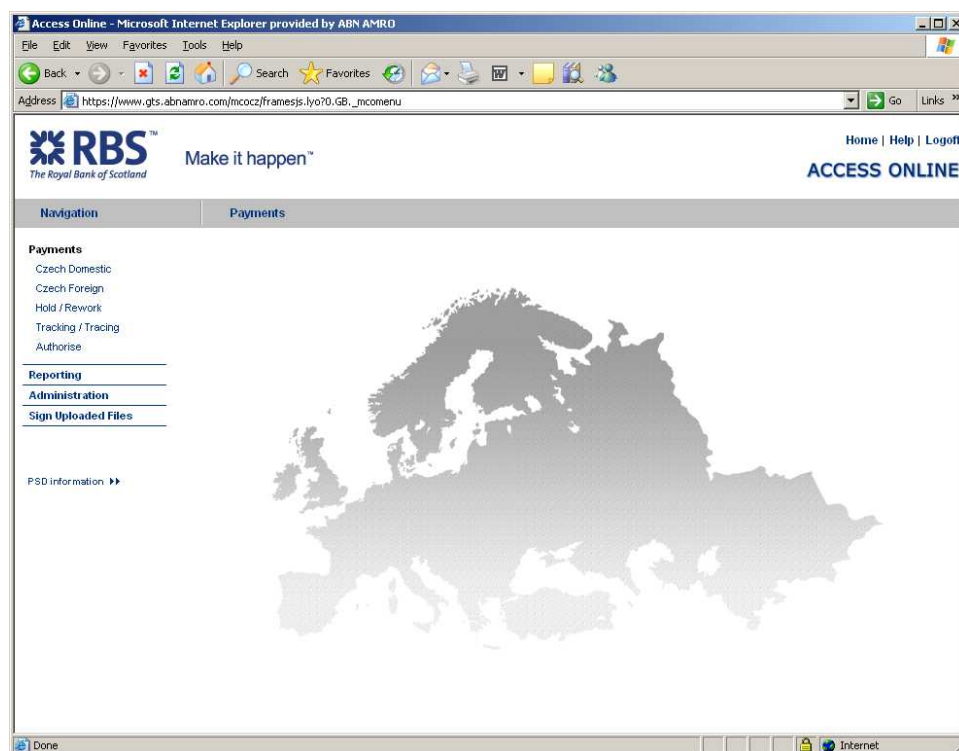 Access Online - Microsoft Internet Explorer provided by ABN AMRO
File Edit View Favorites Tools Help
Back Search Favorites
Address https://www.gts.abnamro.com/mcocz/framesjs.lyo?0.GB._mcomenu Go Links »
RBS™
The Royal Bank of Scotland
Make it happen™
Home | Help | Logoff
ACCESS ONLINE
Navigation Payments
Payments
Czech Domestic
Czech Foreign
Hold / Rework
Tracking / Tracing
Authorise
Reporting
Administration
Sign Uploaded Files
PSD information
Done Internet